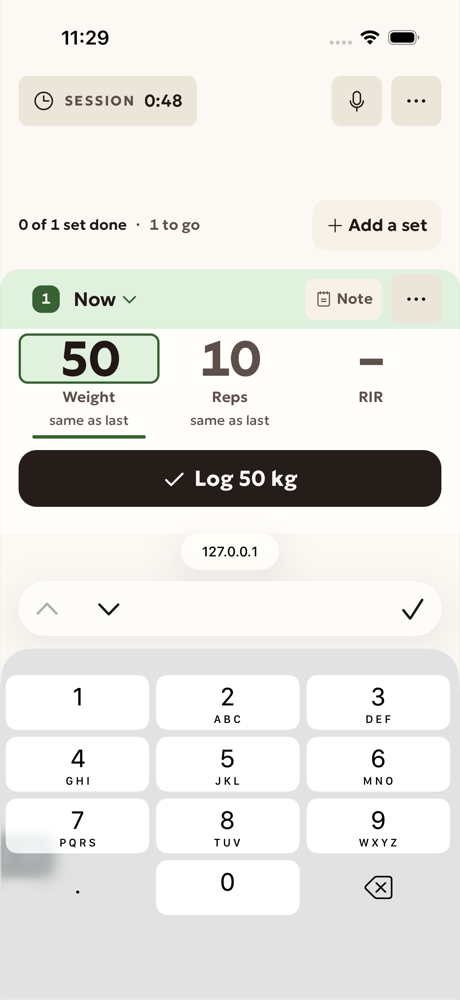 11:29
SESSION 0:48
0 of 1 set done · 1 to go
+ Add a set
1 Now
Note
50 10 –
Weight Reps RIR
same as last same as last
Log 50 kg
127.0.0.1
1 2 3
ABC DEF
4 5 6
GHI JKL MNO
7 8 9
PQRS TUV WXYZ
. 0